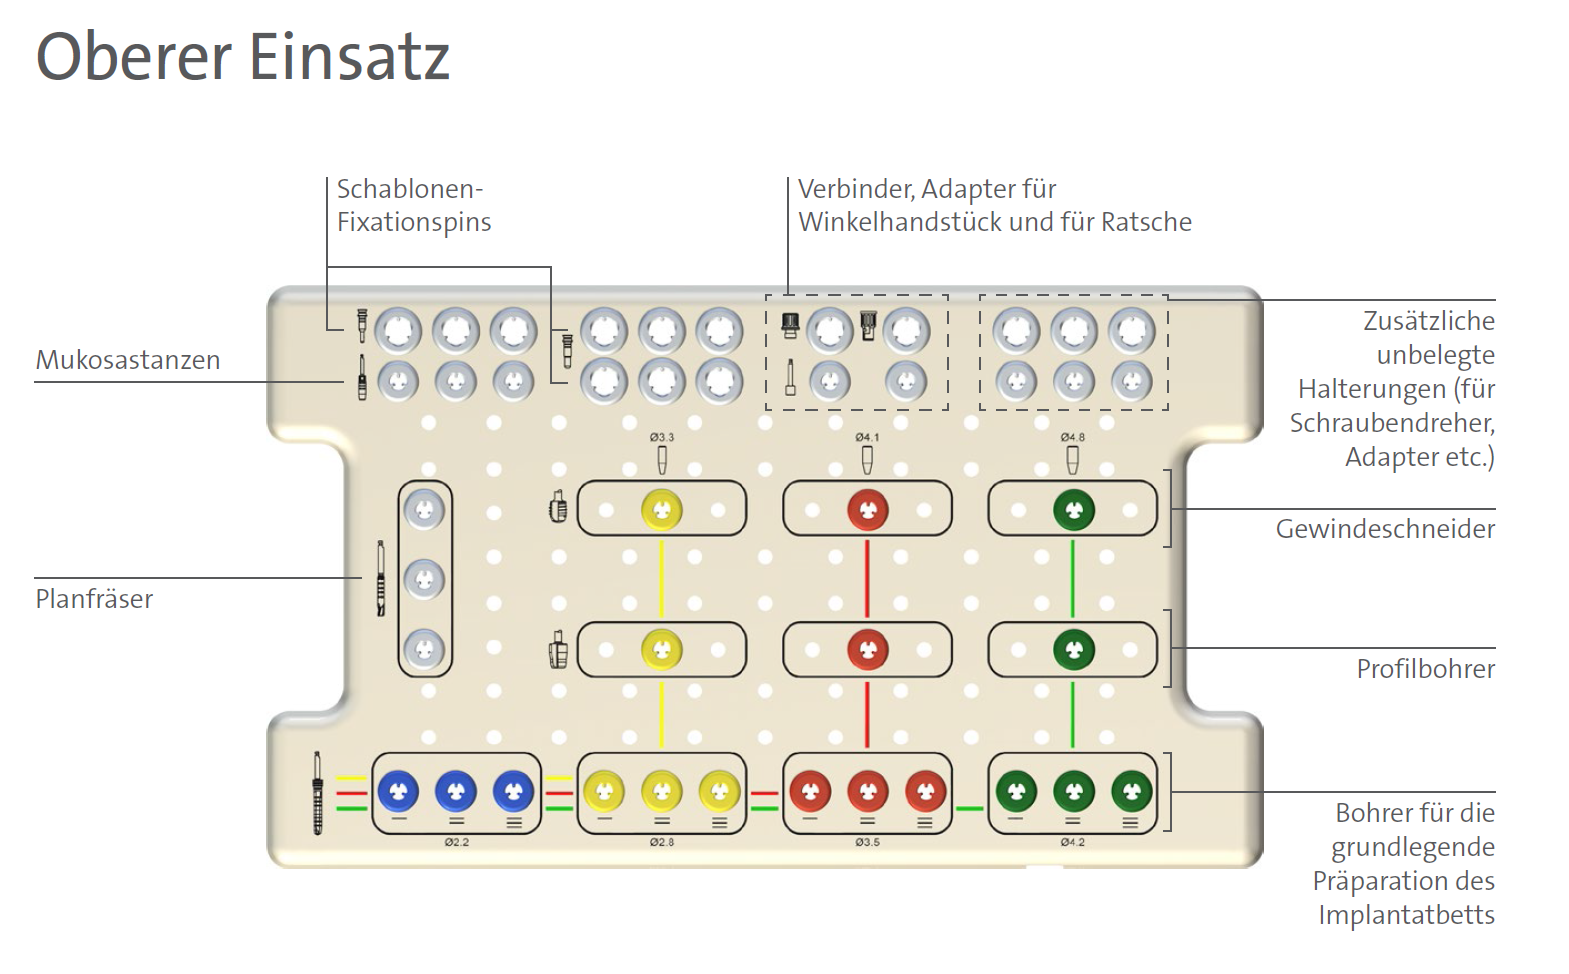 Oberer Einsatz
Schablonen-
Fixationspins
Verbinder, Adapter für
Winkelhandstück und für Ratsche
Mukosastanzen
Zusätzliche
unbelegte
Halterungen (für
Schraubendreher,
Adapter etc.)
Ø3.3
Ø4.1
Ø4.8
Gewindeschneider
Planfräser
Profilbohrer
Ø2.2
Ø2.8
Ø3.5
Ø4.2
Bohrer für die
grundlegende
Präparation des
Implantatbetts